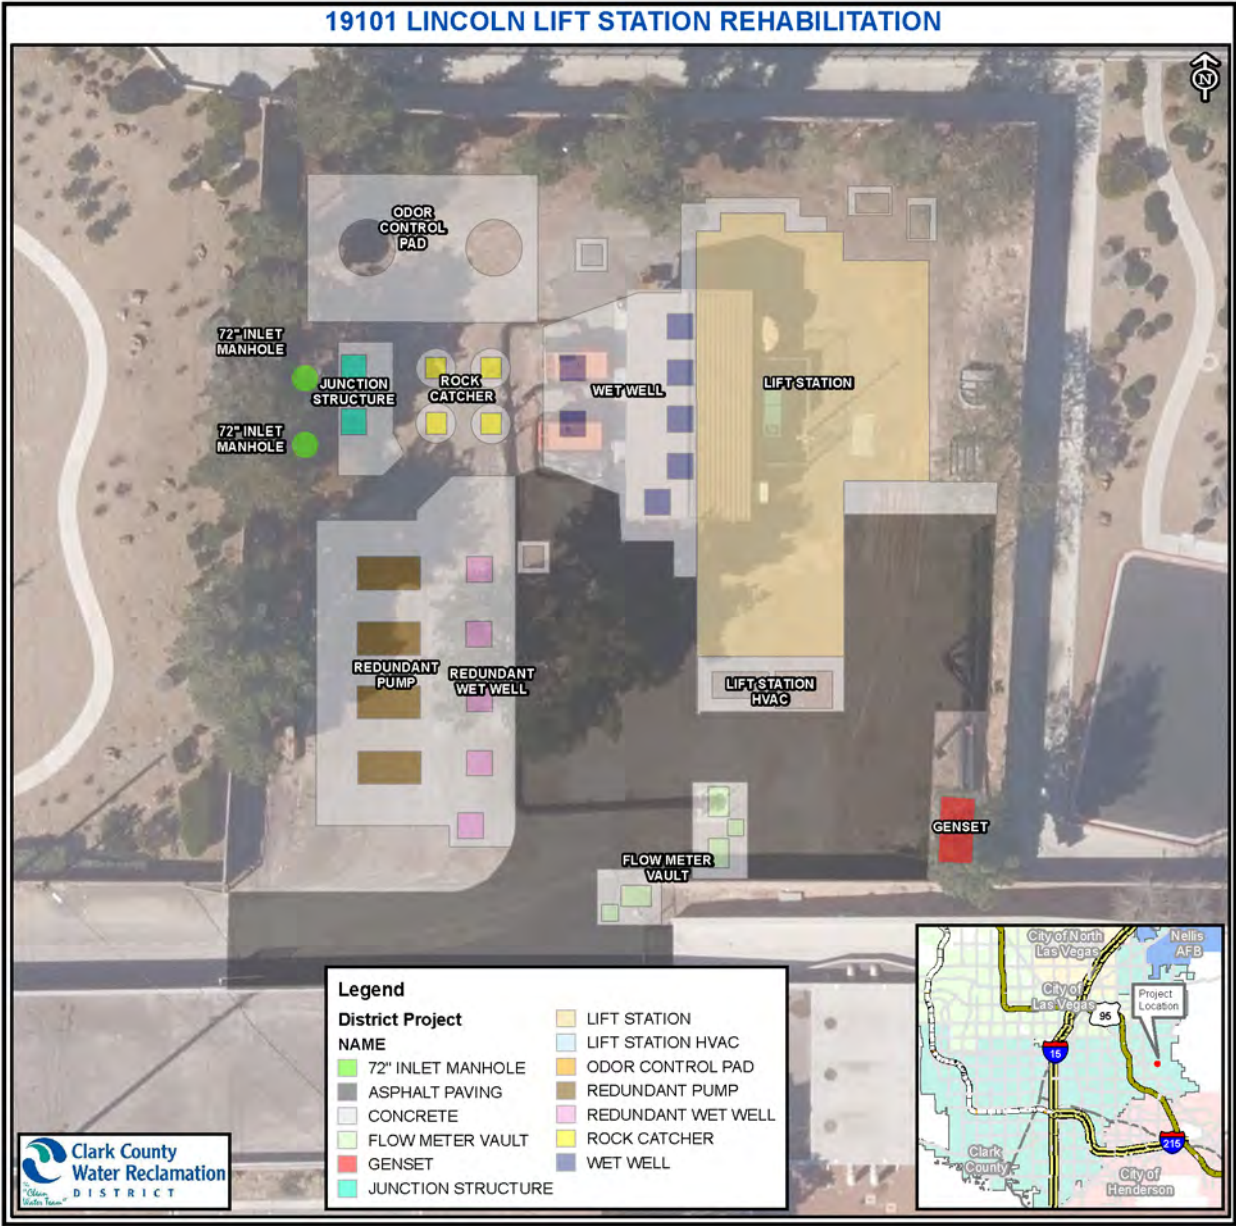 19101 LINCOLN LIFT STATION REHABILITATION
N
ODOR
CONTROL
PAD
72" INLET
MANHOLE
JUNCTION
STRUCTURE
ROCK
CATCHER
WET WELL
LIFT STATION
72" INLET
MANHOLE
REDUNDANT
PUMP
REDUNDANT
WET WELL
LIFT STATION
HVAC
GENSET
FLOW METER
VAULT
Legend
District Project
NAME
72" INLET MANHOLE
ASPHALT PAVING
CONCRETE
FLOW METER VAULT
GENSET
JUNCTION STRUCTURE
LIFT STATION
LIFT STATION HVAC
ODOR CONTROL PAD
REDUNDANT PUMP
REDUNDANT WET WELL
ROCK CATCHER
WET WELL
City of North
Las Vegas
Nellis
AFB
City of
Las Vegas
95
Project
Location
15
215
Clark
County
City of
Henderson
Clark County
Water Reclamation
DISTRICT
The
"Clean
Water Team"